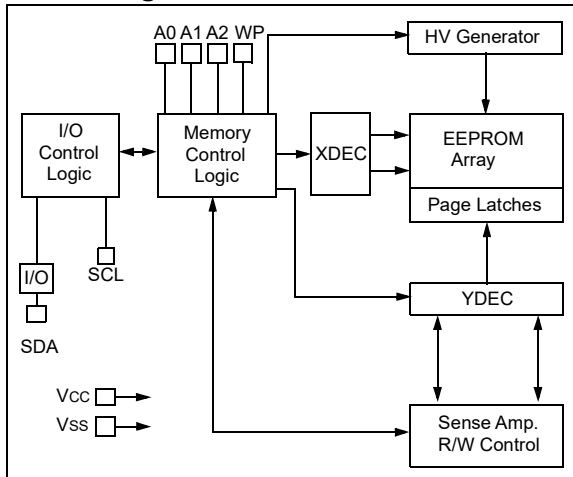 A0 A1 A2 WP
HV Generator
I/O
Control
Logic
Memory
Control
Logic
XDEC
EEPROM
Array
Page Latches
I/O
SCL
SDA
YDEC
VCC
VSS
Sense Amp.
R/W Control